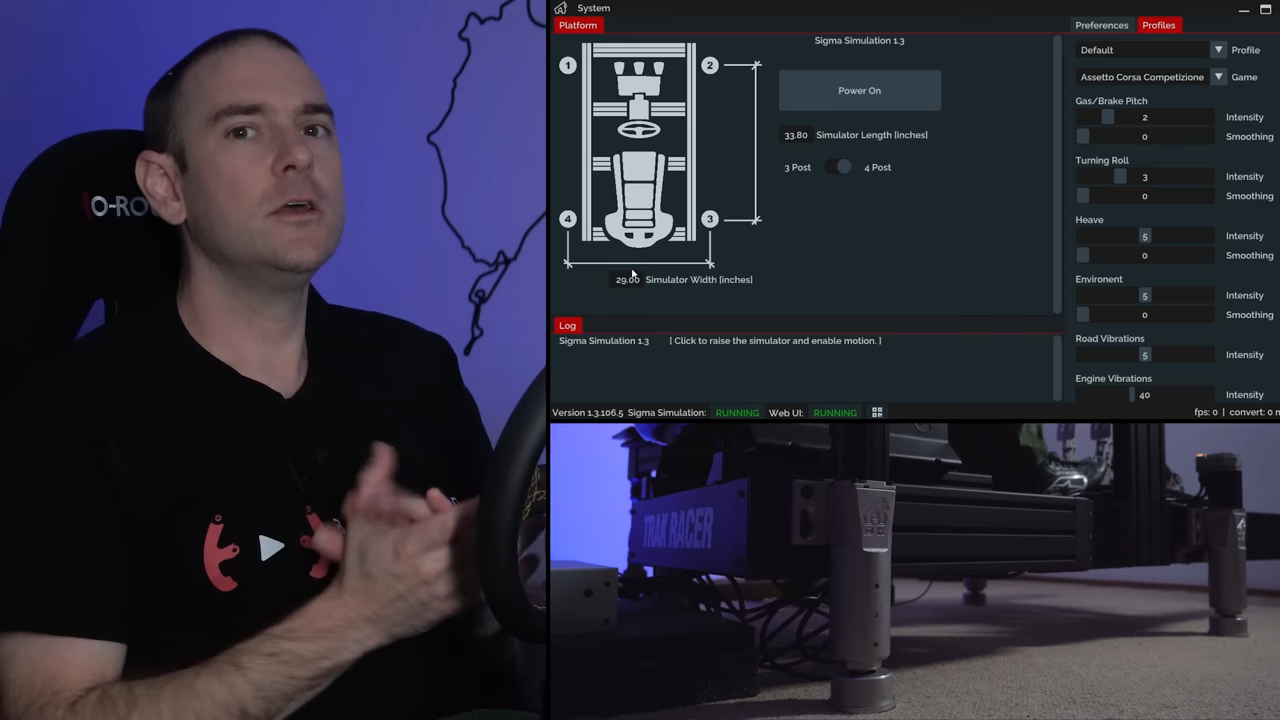 O-RO
System
Platform
Preferences
Profiles
Sigma Simulation 1.3
1
2
Power On
33.80 Simulator Length [inches]
3 Post
4 Post
4
3
29.00 Simulator Width [inches]
Default
Profile
Assetto Corsa Competizione
Game
Gas/Brake Pitch
2 Intensity
0 Smoothing
Turning Roll
3 Intensity
0 Smoothing
Heave
5 Intensity
0 Smoothing
Environent
5 Intensity
0 Smoothing
Road Vibrations
5 Intensity
Engine Vibrations
40 Intensity
Log
Sigma Simulation 1.3 [ Click to raise the simulator and enable motion. ]
Version 1.3.106.5 Sigma Simulation: RUNNING Web UI: RUNNING
fps: 0 | convert: 0 m
TRAK RACER